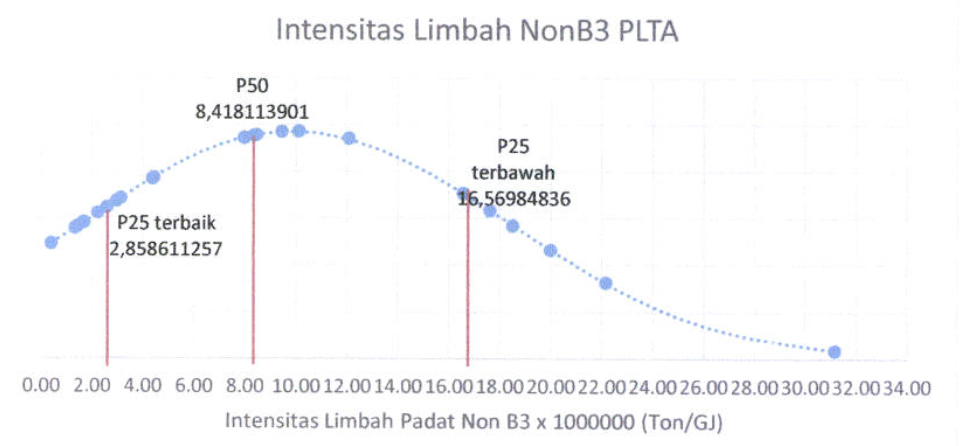 Intensitas Limbah NonB3 PLTA
P50
8,418113901
P25
terbawah
16,56984836
P25 terbaik
2,858611257
0.00 2.00 4.00 6.00 8.00 10.00 12.00 14.00 16.00 18.00 20.00 22.00 24.00 26.00 28.00 30.00 32.00 34.00
Intensitas Limbah Padat Non B3 x 1000000 (Ton/GJ)